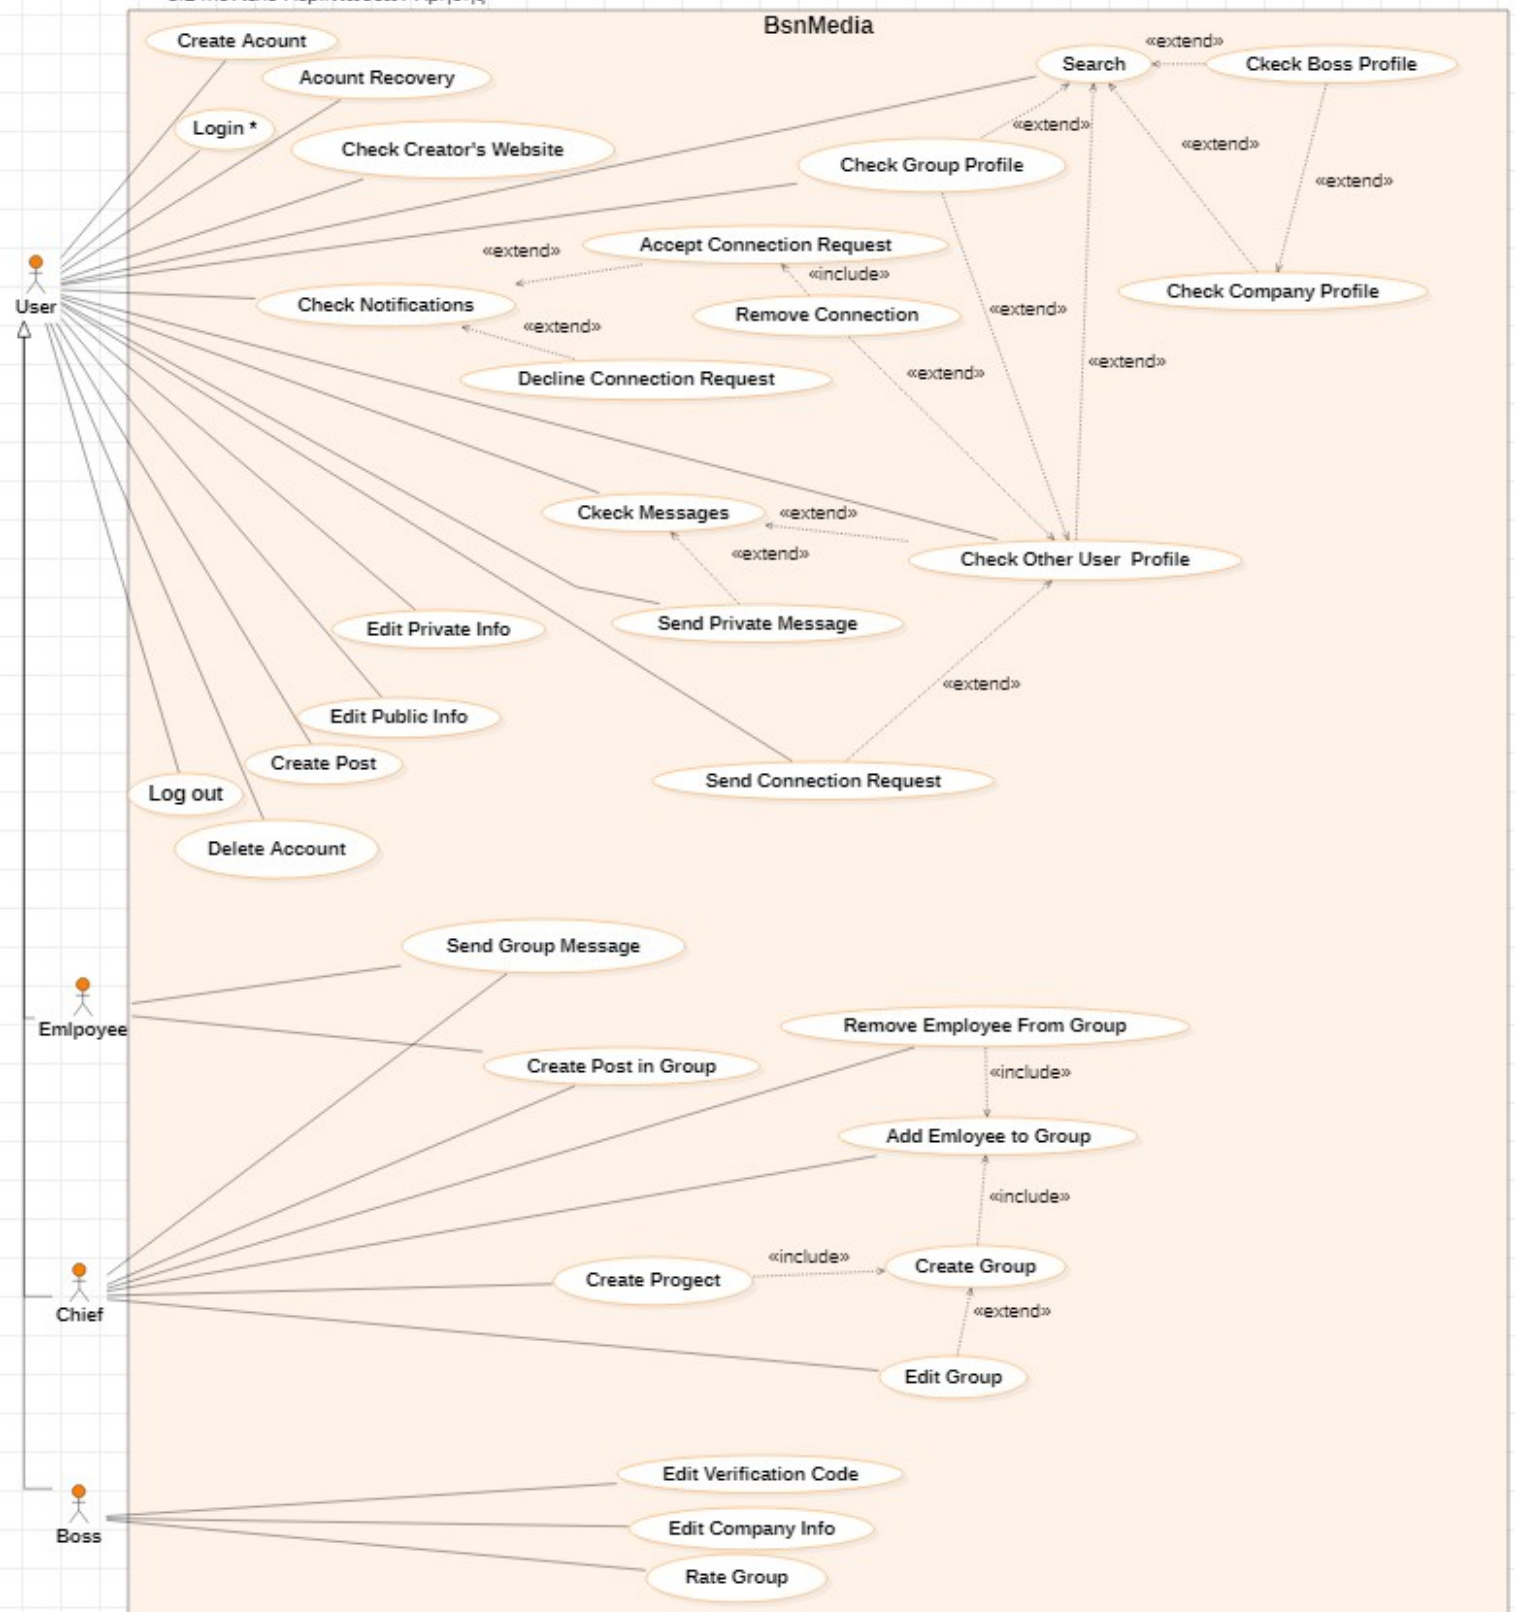 BsnMedia
Create Acount
«extend»
Search
Ckeck Boss Profile
Acount Recovery
Login *
«extend»
Check Creator's Website
«extend»
Check Group Profile
«extend»
Accept Connection Request
«extend»
«include»
User
Check Notifications
Check Company Profile
Remove Connection
«extend»
«extend»
«extend»
Decline Connection Request
«extend»
Ckeck Messages
«extend»
«extend»
Check Other User Profile
Edit Private Info
Send Private Message
«extend»
Edit Public Info
Create Post
Send Connection Request
Log out
Delete Account
Send Group Message
Emlpoyee
Remove Employee From Group
Create Post in Group
«include»
Add Emloyee to Group
«include»
«include»
Create Progect
Create Group
Chief
«extend»
Edit Group
Edit Verification Code
Boss
Edit Company Info
Rate Group